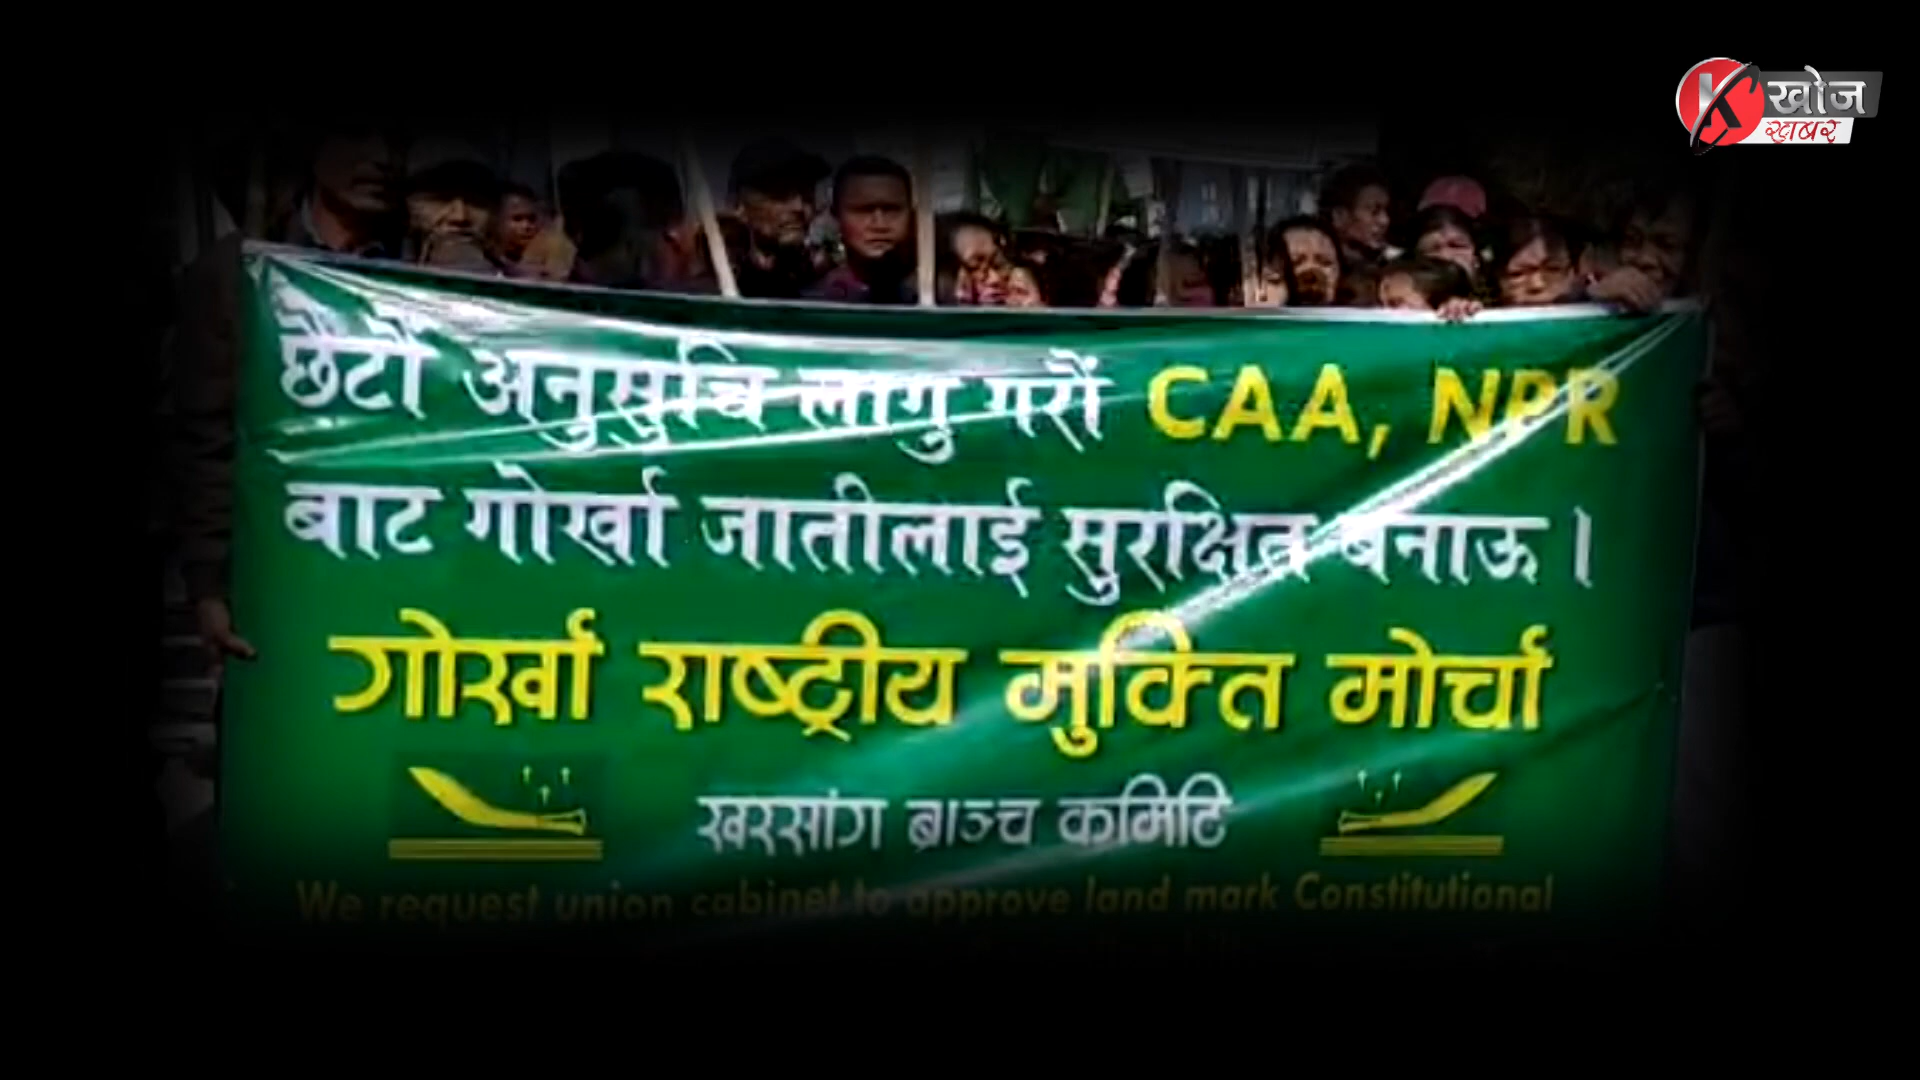 खोज
खबर
छैटौं अनुसुचि लागु गरौं CAA, NPR
बाट गोर्खा जातीलाई सुरक्षित बनाऊ ।
गोर्खा राष्ट्रीय मुक्ति मोर्चा
खरसांग ब्राञ्च कमिटि
We request union cabinet to approve land mark Constitutional